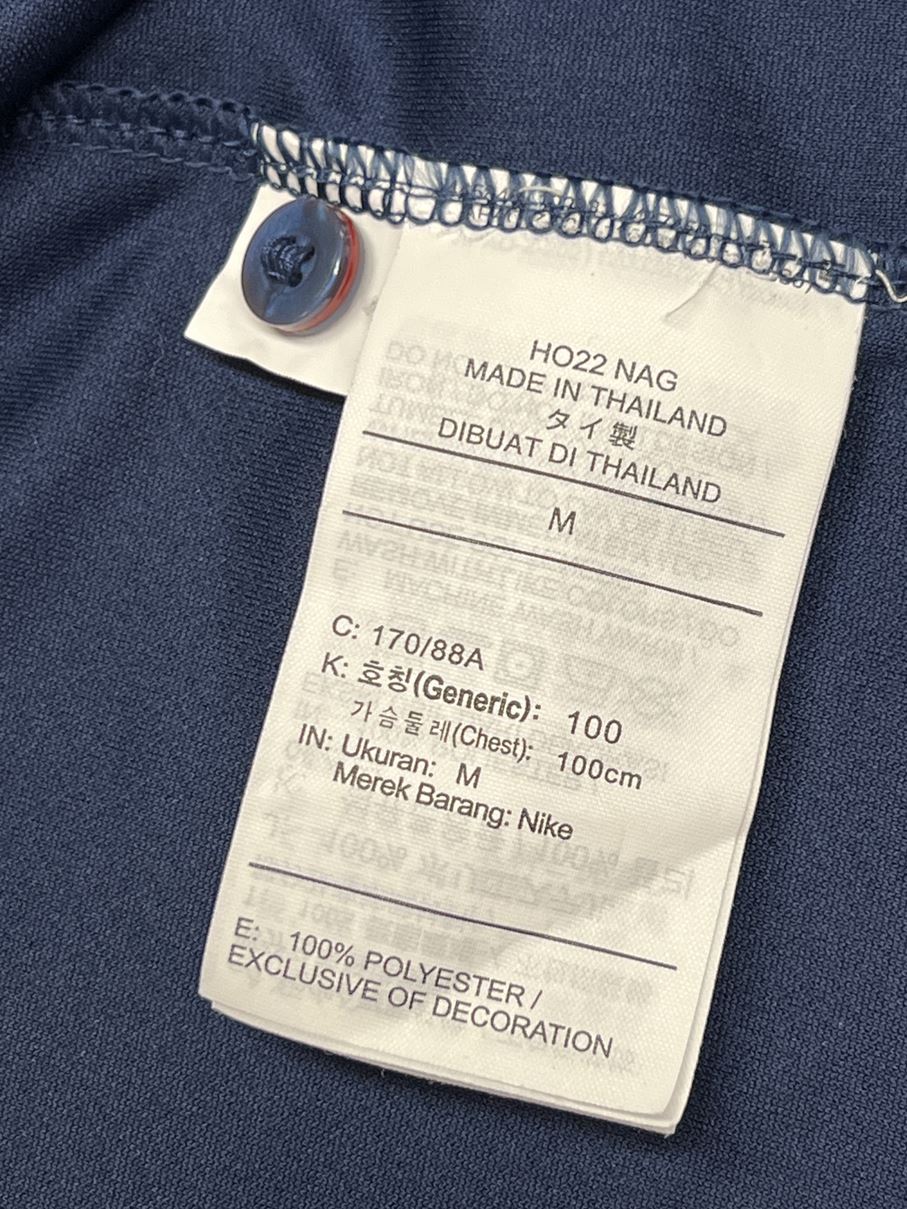 HO22 NAG
MADE IN THAILAND
タイ製
DIBUAT DI THAILAND
M
C: 170/88A
K: 호칭(Generic): 100
가슴둘레(Chest): 100cm
IN: Ukuran: M
Merek Barang: Nike
E: 100% POLYESTER /
EXCLUSIVE OF DECORATION